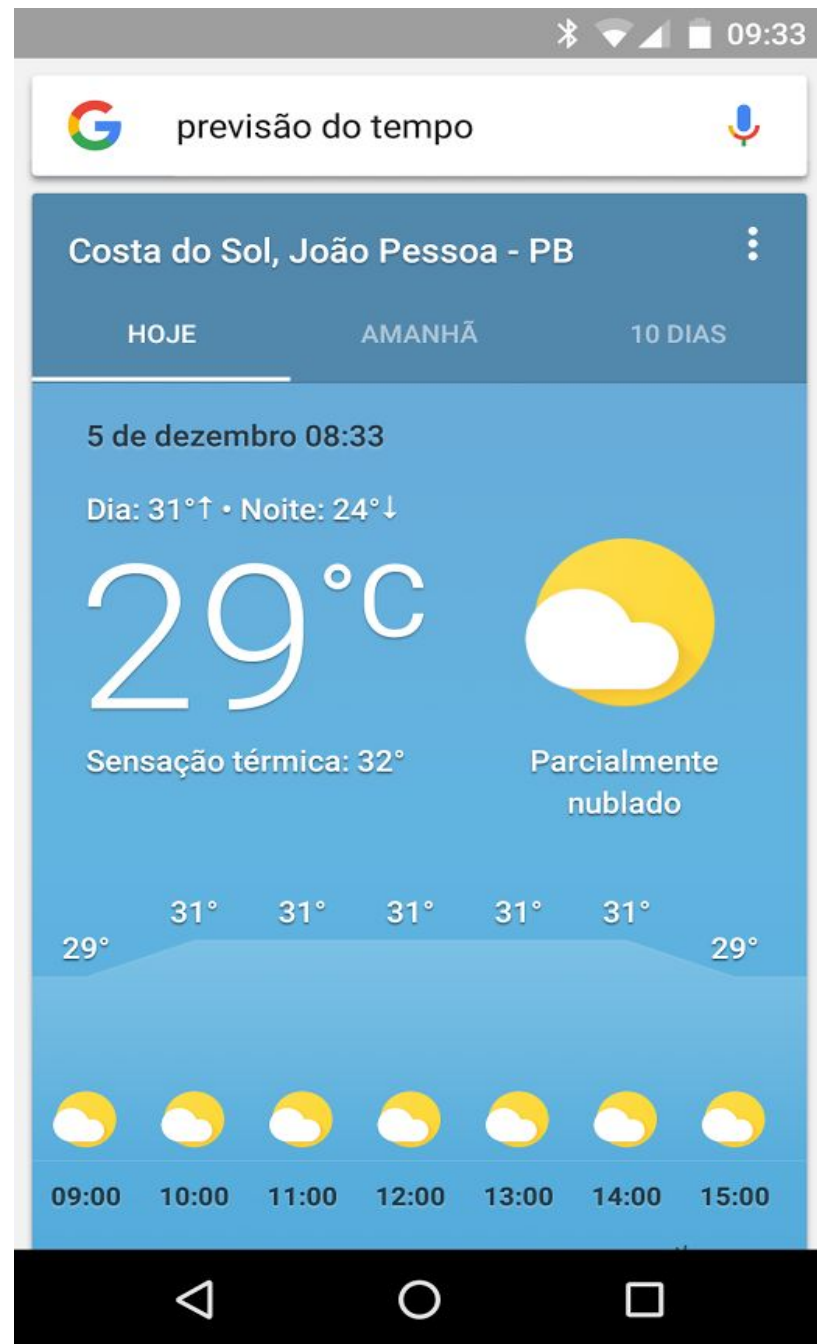 09:33
previsão do tempo
Costa do Sol, João Pessoa - PB
HOJE AMANHÃ 10 DIAS
5 de dezembro 08:33
Dia: 31°↑ • Noite: 24°↓
29°C
Sensação térmica: 32°
Parcialmente
nublado
29° 31° 31° 31° 31° 31° 29°
09:00 10:00 11:00 12:00 13:00 14:00 15:00